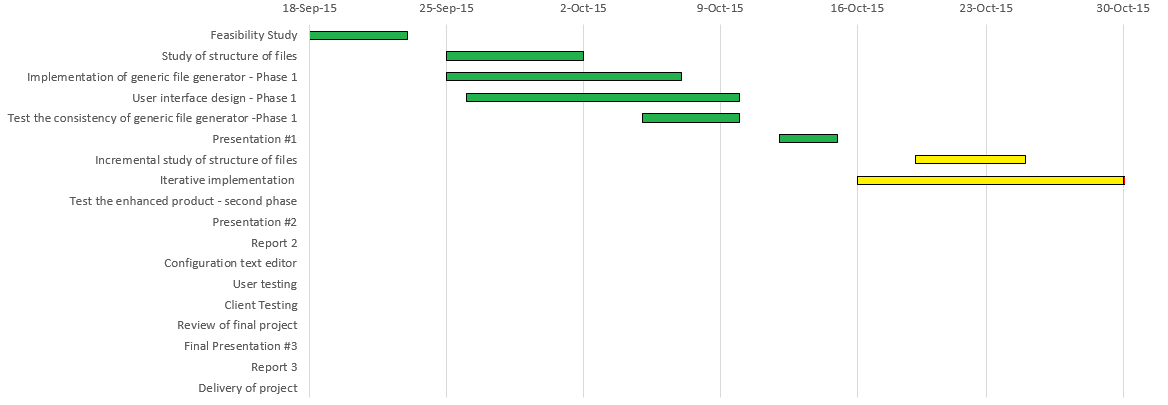 18-Sep-15 25-Sep-15 2-Oct-15 9-Oct-15 16-Oct-15 23-Oct-15 30-Oct-15
Feasibility Study
Study of structure of files
Implementation of generic file generator - Phase 1
User interface design - Phase 1
Test the consistency of generic file generator -Phase 1
Presentation #1
Incremental study of structure of files
Iterative implementation
Test the enhanced product - second phase
Presentation #2
Report 2
Configuration text editor
User testing
Client Testing
Review of final project
Final Presentation #3
Report 3
Delivery of project